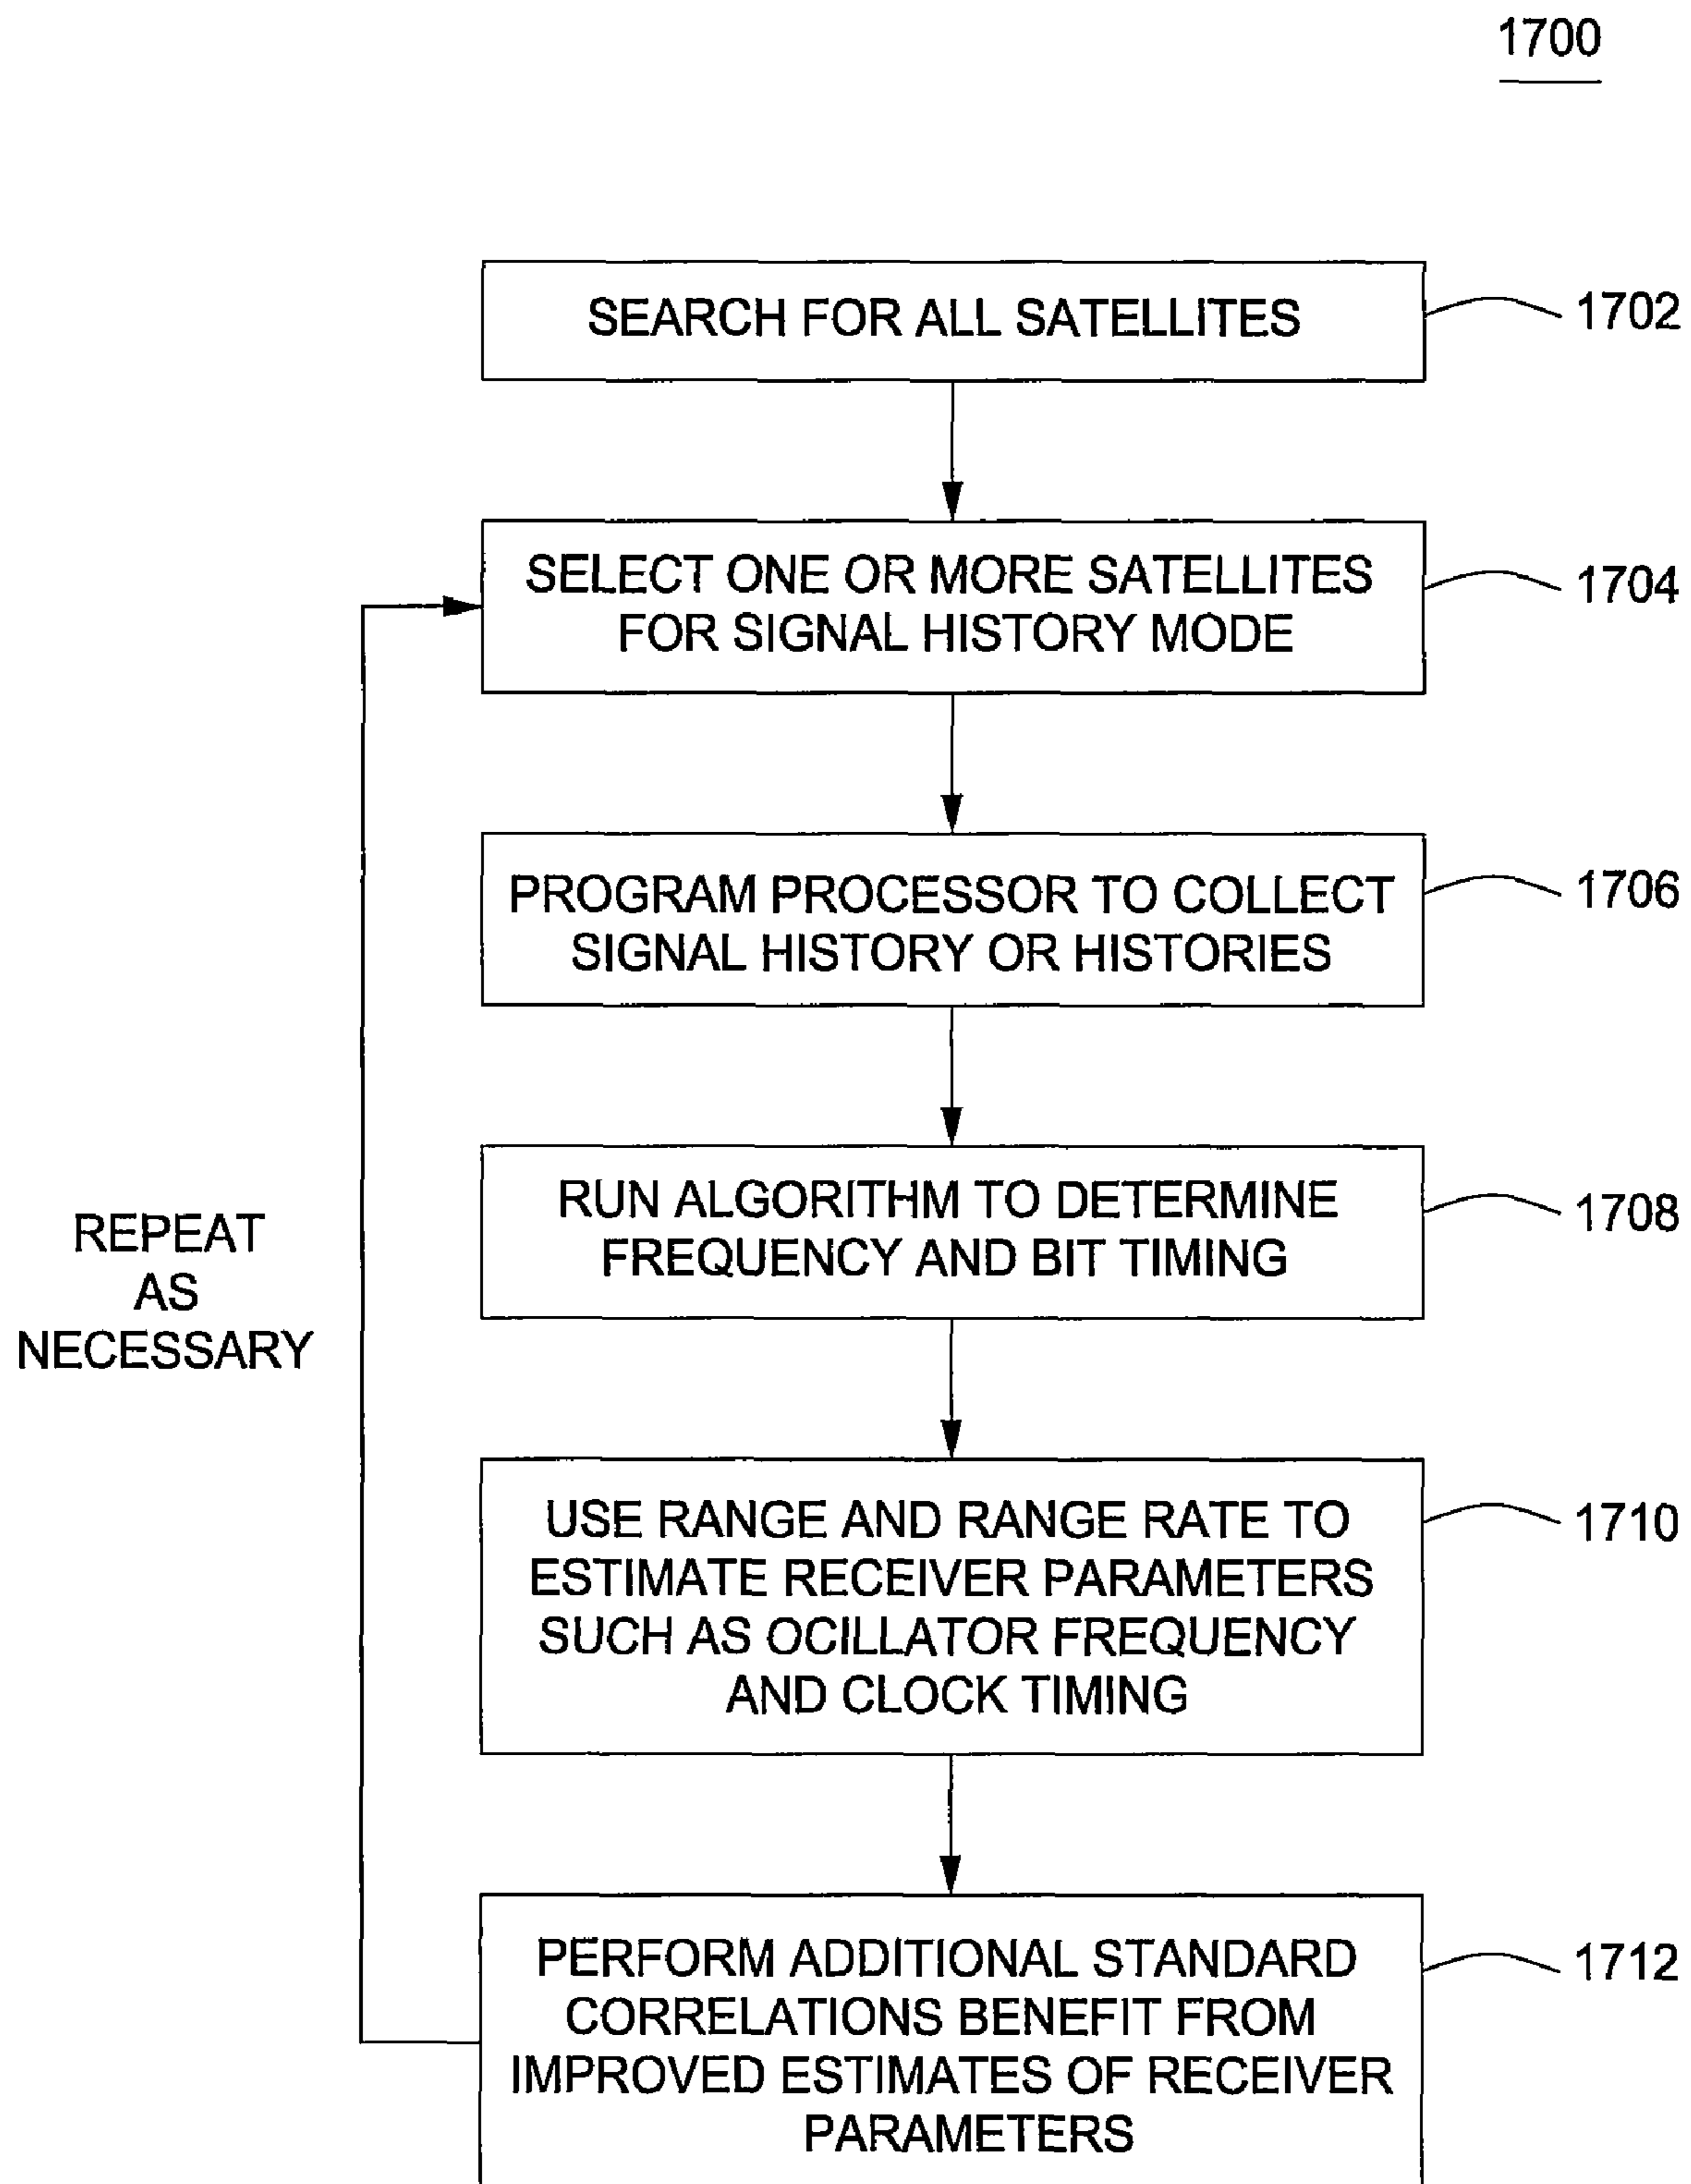 1700
SEARCH FOR ALL SATELLITES
1702
SELECT ONE OR MORE SATELLITES
FOR SIGNAL HISTORY MODE
1704
PROGRAM PROCESSOR TO COLLECT
SIGNAL HISTORY OR HISTORIES
1706
RUN ALGORITHM TO DETERMINE
FREQUENCY AND BIT TIMING
1708
REPEAT
AS
NECESSARY
USE RANGE AND RANGE RATE TO
ESTIMATE RECEIVER PARAMETERS
SUCH AS OCILLATOR FREQUENCY
AND CLOCK TIMING
1710
PERFORM ADDITIONAL STANDARD
CORRELATIONS BENEFIT FROM
IMPROVED ESTIMATES OF RECEIVER
PARAMETERS
1712